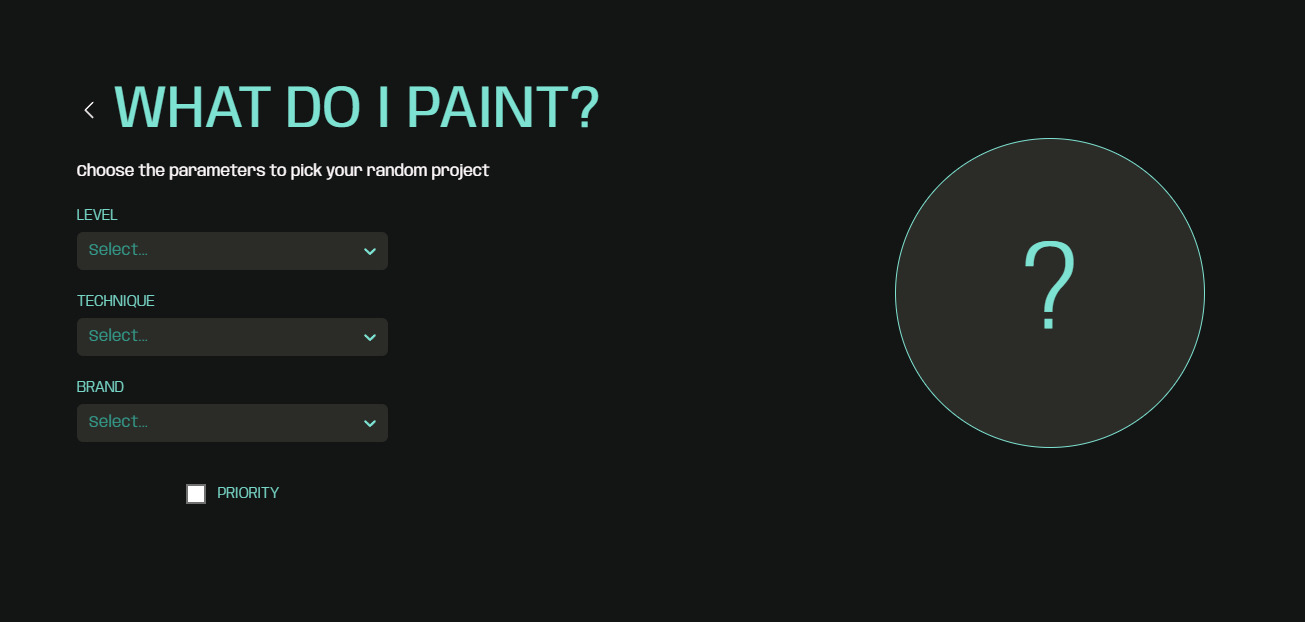 WHAT DO I PAINT?
Choose the parameters to pick your random project
LEVEL
Select...
TECHNIQUE
Select...
BRAND
Select...
PRIORITY
?